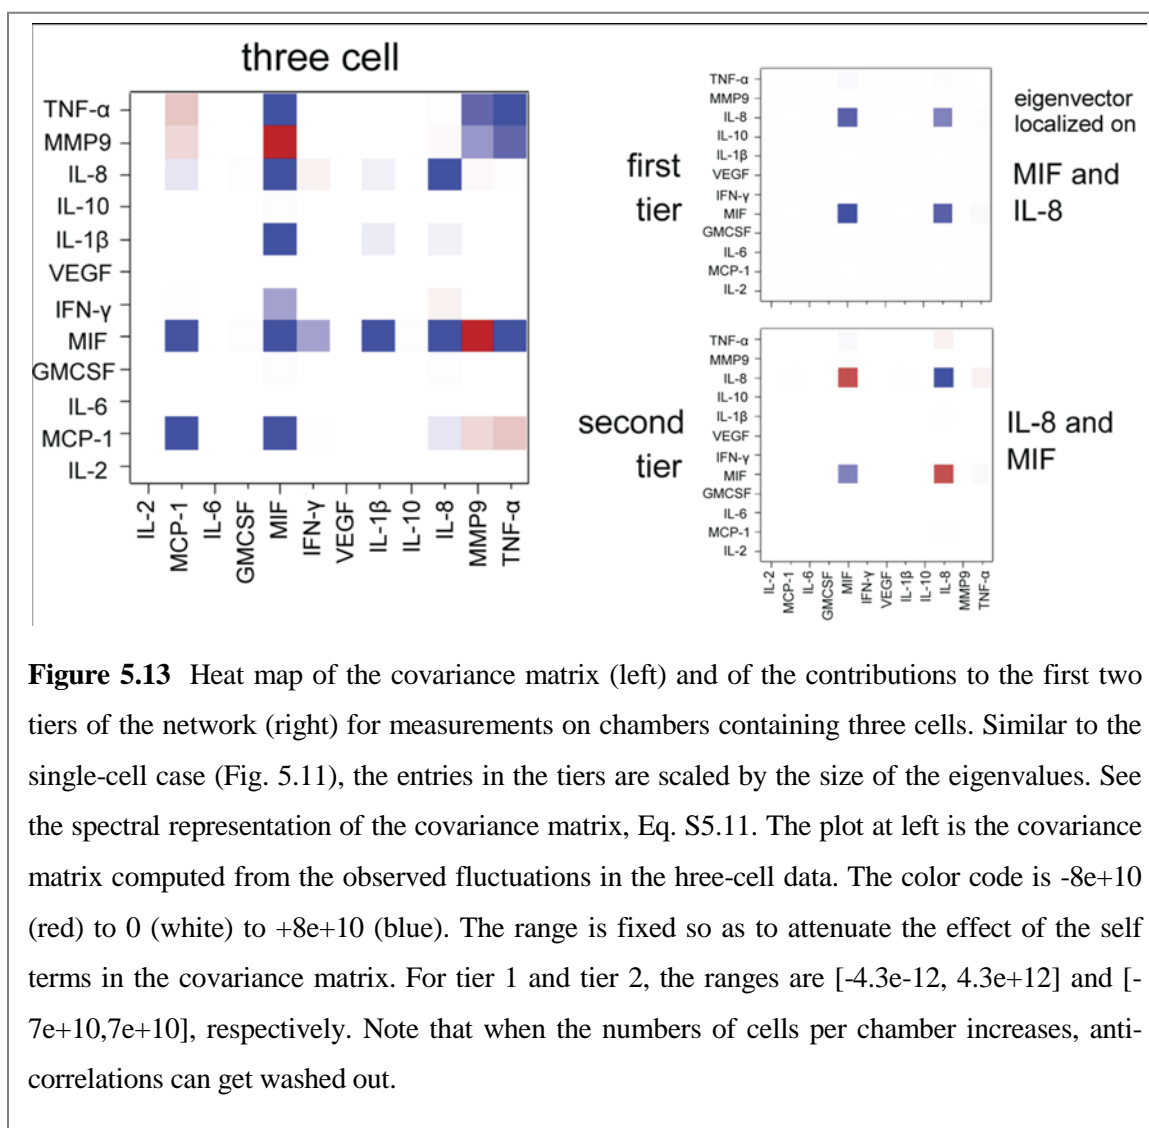 three cell
TNF-α
MMP9
IL-8
IL-10
IL-1β
VEGF
IFN-γ
MIF
GMCSF
IL-6
MCP-1
IL-2
IL-2
MCP-1
IL-6
GMCSF
MIF
IFN-γ
VEGF
IL-1β
IL-10
IL-8
MMP9
TNF-α
first
tier
TNF-α
MMP9
IL-8
IL-10
IL-1β
VEGF
IFN-γ
MIF
GMCSF
IL-6
MCP-1
IL-2
eigenvector
localized on
MIF and
IL-8
second
tier
TNF-α
MMP9
IL-8
IL-10
IL-1β
VEGF
IFN-γ
MIF
GMCSF
IL-6
MCP-1
IL-2
IL-2
MCP-1
IL-6
GMCSF
MIF
IFN-γ
VEGF
IL-1β
IL-10
IL-8
MMP9
TNF-α
IL-8 and
MIF
Figure 5.13 Heat map of the covariance matrix (left) and of the contributions to the first two
tiers of the network (right) for measurements on chambers containing three cells. Similar to the
single-cell case (Fig. 5.11), the entries in the tiers are scaled by the size of the eigenvalues. See
the spectral representation of the covariance matrix, Eq. S5.11. The plot at left is the covariance
matrix computed from the observed fluctuations in the hree-cell data. The color code is -8e+10
(red) to 0 (white) to +8e+10 (blue). The range is fixed so as to attenuate the effect of the self
terms in the covariance matrix. For tier 1 and tier 2, the ranges are [-4.3e-12, 4.3e+12] and [-
7e+10,7e+10], respectively. Note that when the numbers of cells per chamber increases, anti-
correlations can get washed out.